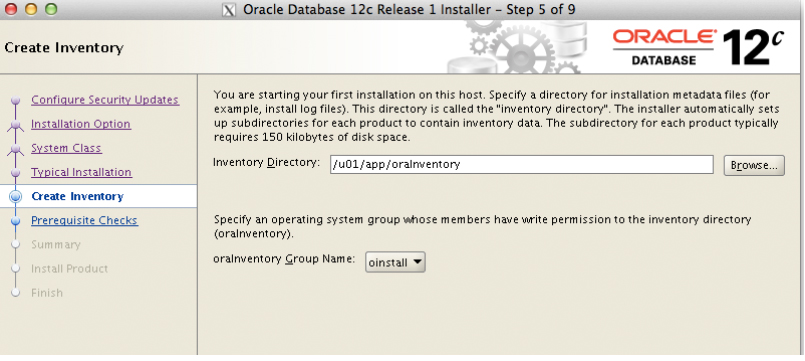 Oracle Database 12c Release 1 Installer - Step 5 of 9
Create Inventory
ORACLE
DATABASE
12c
Configure Security Updates
Installation Option
System Class
Typical Installation
Create Inventory
Prerequisite Checks
Summary
Install Product
Finish
You are starting your first installation on this host. Specify a directory for installation metadata files (for
example, install log files). This directory is called the "inventory directory". The installer automatically sets
up subdirectories for each product to contain inventory data. The subdirectory for each product typically
requires 150 kilobytes of disk space.
Inventory Directory: /u01/app/oraInventory Browse...
Specify an operating system group whose members have write permission to the inventory directory
(oraInventory).
oraInventory Group Name: oinstall